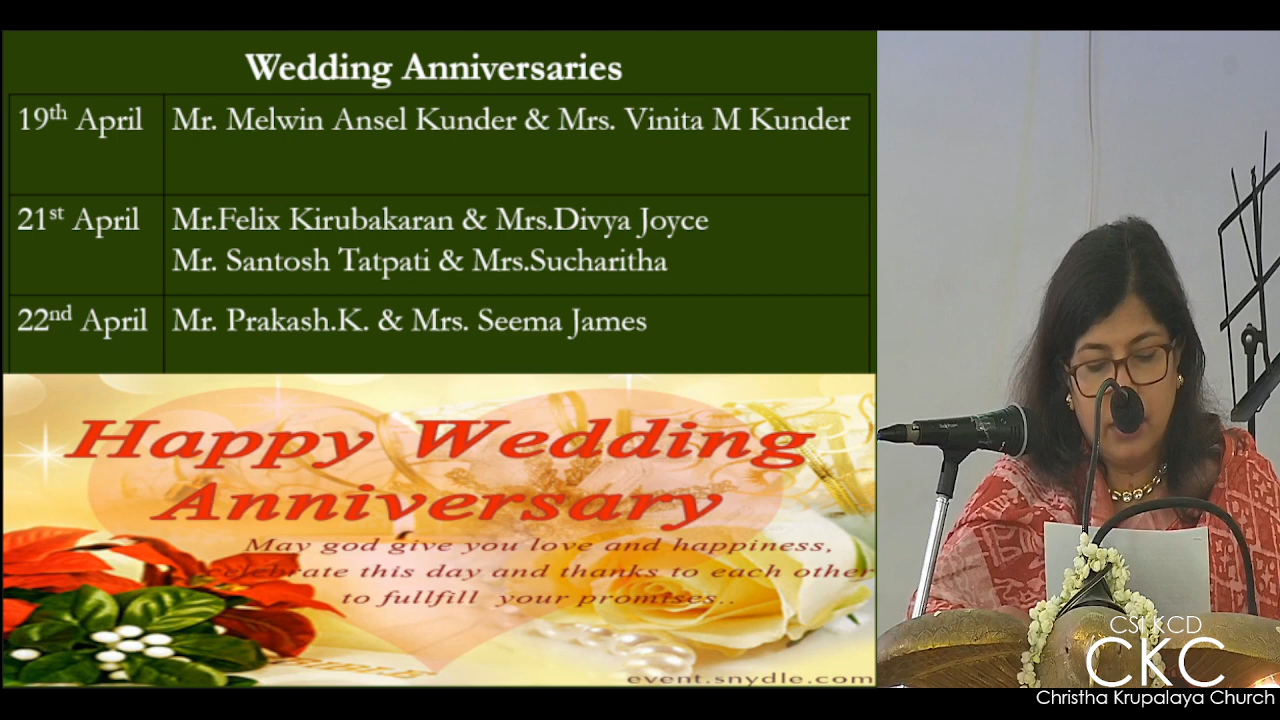 Wedding Anniversaries
19th April Mr. Melwin Ansel Kunder & Mrs. Vinita M Kunder
21st April Mr.Felix Kirubakaran & Mrs.Divya Joyce
Mr. Santosh Tatpati & Mrs.Sucharitha
22nd April Mr. Prakash.K. & Mrs. Seema James
Happy Wedding
Anniversary
May god give you love and happiness,
celebrate this day and thanks to each other
to fullfill your promises..
event.snydle.com
CSI KCD
CKC
Christha Krupalaya Church